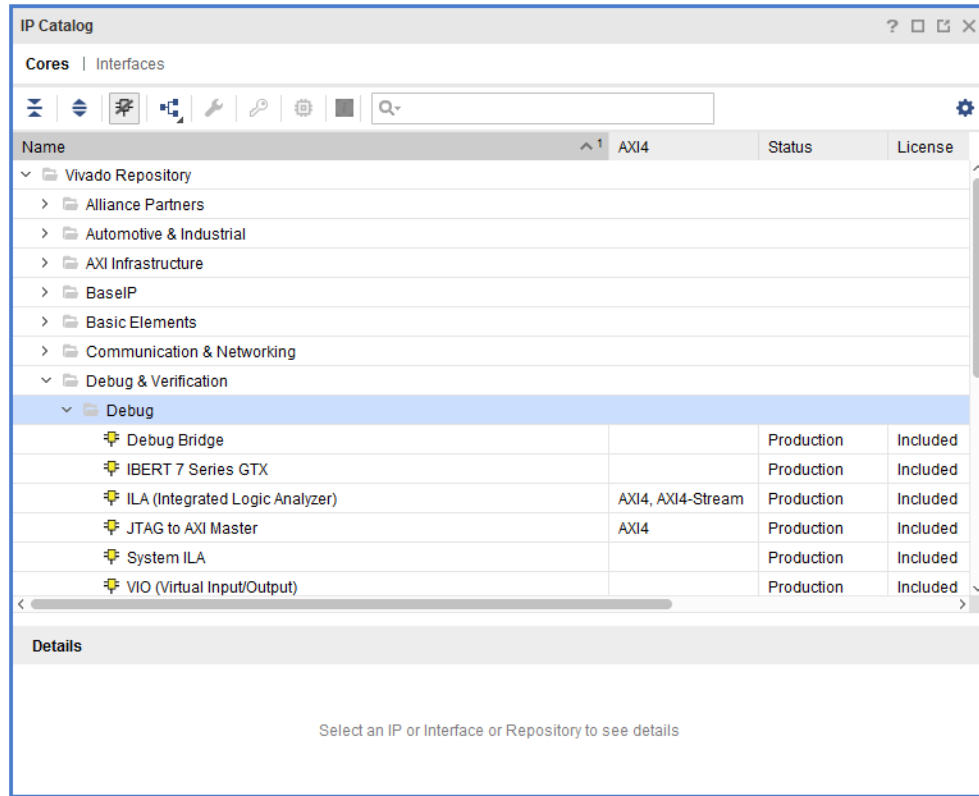 IP Catalog
Cores | Interfaces
Name 1 AXI4 Status License
Vivado Repository
Alliance Partners
Automotive & Industrial
AXI Infrastructure
BaseIP
Basic Elements
Communication & Networking
Debug & Verification
Debug
Debug Bridge Production Included
IBERT 7 Series GTX Production Included
ILA (Integrated Logic Analyzer) AXI4, AXI4-Stream Production Included
JTAG to AXI Master AXI4 Production Included
System ILA Production Included
VIO (Virtual Input/Output) Production Included
Details
Select an IP or Interface or Repository to see details